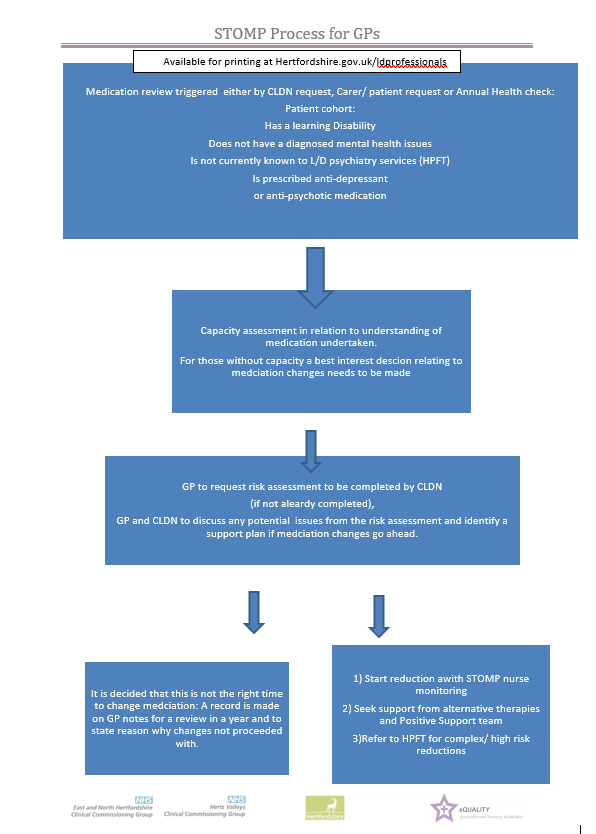 STOMP Process for GPs
Available for printing at Hertfordshire.gov.uk/ldprofessionals
Medication review triggered  either by CLDN request, Carer/ patient request or Annual Health check:
Patient cohort:
Has a learning Disability
Does not have a diagnosed mental health issues
Is not currently known to L/D psychiatry services (HPFT)
Is prescribed anti-depressant
or anti-psychotic medication
Capacity assessment in relation to understanding of
medication undertaken.
For those without capacity a best interest descion relating to
medciation changes needs to be made
GP to request risk assessment to be completed by CLDN
(if not aleardy completed),
GP and CLDN to discuss any potential  issues from the risk assessment and identify a
support plan if medciation changes go ahead.
It is decided that this is not the right time
to change medciation: A record is made
on GP notes for a review in a year and to
state reason why changes not proceeded
with.
1) Start reduction awith STOMP nurse
monitoring
2) Seek support from alternative therapies
and Positive Support team
3)Refer to HPFT for complex/ high risk
reductions
NHS
East and North Hertfordshire
Clinical Commissioning Group
NHS
Herts Valleys
Clinical Commissioning Group
Hertfordshire
eQUALITY
for people with learning disabilities